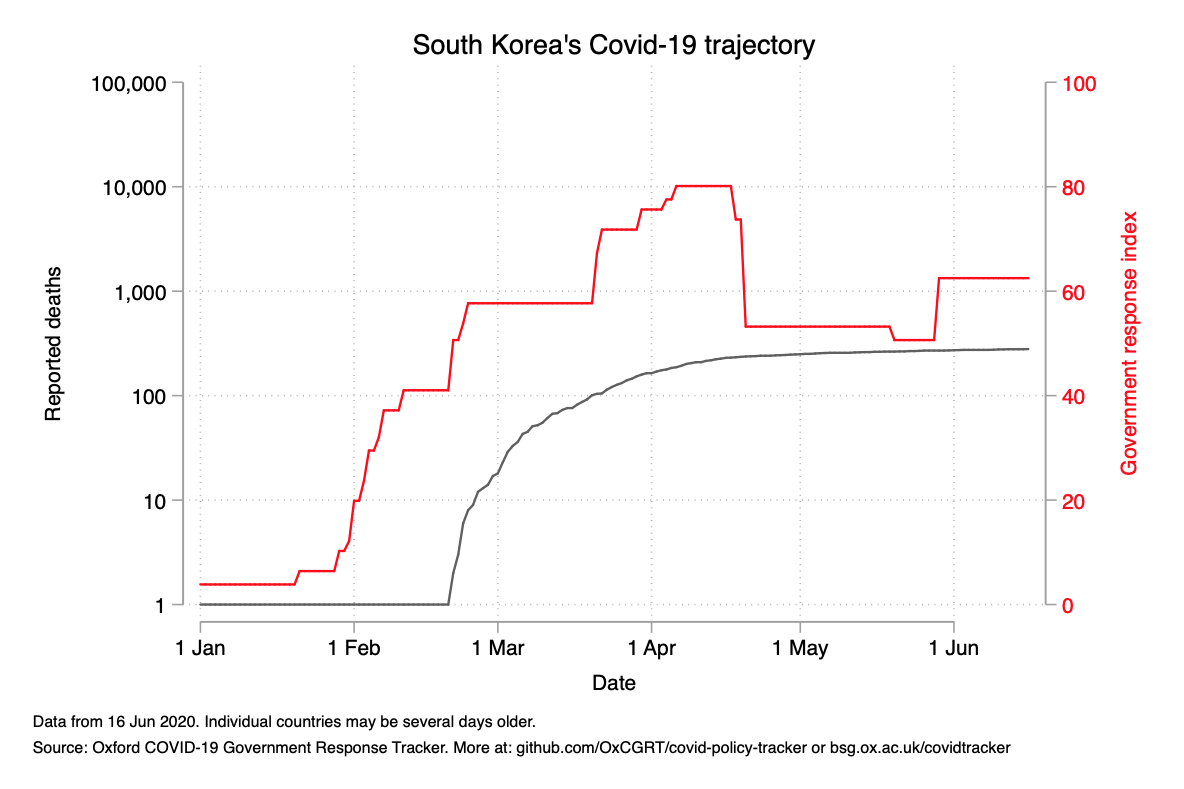 South Korea's Covid-19 trajectory
100,000
10,000
1,000
100
10
1
Reported deaths
100
80
60
40
20
0
Government response index
1 Jan 1 Feb 1 Mar 1 Apr 1 May 1 Jun
Date
Data from 16 Jun 2020. Individual countries may be several days older.
Source: Oxford COVID-19 Government Response Tracker. More at: github.com/OxCGRT/covid-policy-tracker or bsg.ox.ac.uk/covidtracker